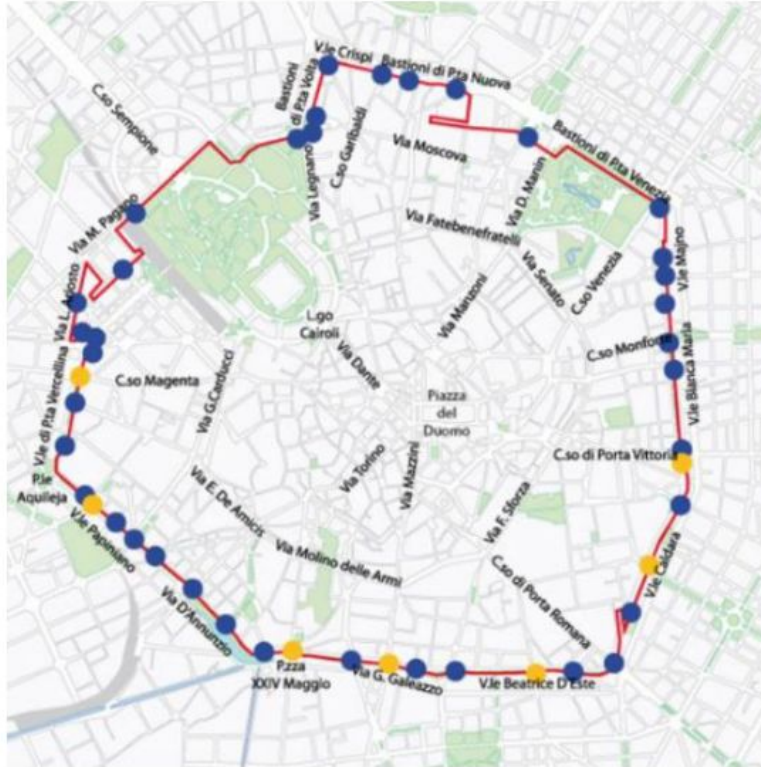 V.le Crispi
Bastioni di P.ta Nuova
Bastioni
di P.ta Volta
C.so Sempione
C.so Garibaldi
Via Legnano
Via Moscova
Bastioni di P.ta Venezia
Via D. Manin
Via Fatebenefratelli
Via M. Pagano
Via Senato
C.so Venezia
V.le Majno
Via Manzoni
L.go
Cairoli
Via L. Ariosto
Via Dante
C.so Monforte
V.le Bianca Maria
C.so Magenta
Via G.Carducci
V.le di P.ta Vercellina
Piazza
del
Duomo
Via Torino
Via Mazzini
C.so di Porta Vittoria
P.le
Aquileja
V.le Papiniano
Via E. De Amicis
Via F. Sforza
Via Molino delle Armi
C.so di Porta Romana
V.le Caldara
Via D'Annunzio
P.zza
XXIV Maggio
Via G. Galeazzo
V.le Beatrice D'Este